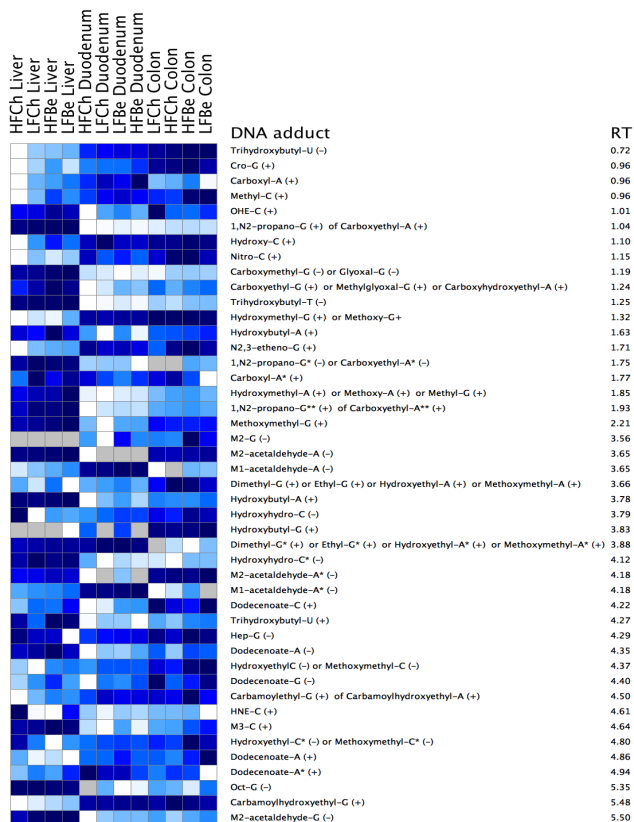 HFCh Liver
LFCh Liver
HFBe Liver
LFBe Liver
HFCh Duodenum
LFCh Duodenum
LFBe Duodenum
HFBe Duodenum
LFCh Colon
HFCh Colon
HFBe Colon
LFBe Colon
DNA adduct RT
Trihydroxybutyl-U (-) 0.72
Cro-G (+) 0.96
Carboxyl-A (+) 0.96
Methyl-C (+) 0.96
OHE-C (+) 1.01
1,N2-propano-G (+) of Carboxyethyl-A (+) 1.04
Hydroxy-C (+) 1.10
Nitro-C (+) 1.15
Carboxymethyl-G (-) or Glyoxal-G (-) 1.19
Carboxyethyl-G (+) or Methylglyoxal-G (+) or Carboxyhydroxyethyl-A (+) 1.24
Trihydroxybutyl-T (-) 1.25
Hydroxymethyl-G (+) or Methoxy-G+ 1.32
Hydroxybutyl-A (+) 1.63
N2,3-etheno-G (+) 1.71
1,N2-propano-G* (-) or Carboxyethyl-A* (-) 1.75
Carboxyl-A* (+) 1.77
Hydroxymethyl-A (+) or Methoxy-A (+) or Methyl-G (+) 1.85
1,N2-propano-G** (+) of Carboxyethyl-A** (+) 1.93
Methoxymethyl-G (+) 2.21
M2-G (-) 3.56
M2-acetaldehyde-A (-) 3.65
M1-acetaldehyde-A (-) 3.65
Dimethyl-G (+) or Ethyl-G (+) or Hydroxyethyl-A (+) or Methoxymethyl-A (+) 3.66
Hydroxybutyl-A (+) 3.78
Hydroxyhydro-C (-) 3.79
Hydroxybutyl-G (+) 3.83
Dimethyl-G* (+) or Ethyl-G* (+) or Hydroxyethyl-A* (+) or Methoxymethyl-A* (+) 3.88
Hydroxyhydro-C* (-) 4.12
M2-acetaldehyde-A* (-) 4.18
M1-acetaldehyde-A* (-) 4.18
Dodecenoate-C (+) 4.22
Trihydroxybutyl-U (+) 4.27
Hep-G (-) 4.29
Dodecenoate-A (-) 4.35
HydroxyethylC (-) or Methoxymethyl-C (-) 4.37
Dodecenoate-G (-) 4.40
Carbamoylethyl-G (+) of Carbamoylhydroxyethyl-A (+) 4.50
HNE-C (+) 4.61
M3-C (+) 4.64
Hydroxyethyl-C* (-) or Methoxymethyl-C* (-) 4.80
Dodecenoate-A (+) 4.86
Dodecenoate-A* (+) 4.94
Oct-G (-) 5.35
Carbamoylhydroxyethyl-G (+) 5.48
M2-acetaldehyde-G (-) 5.50